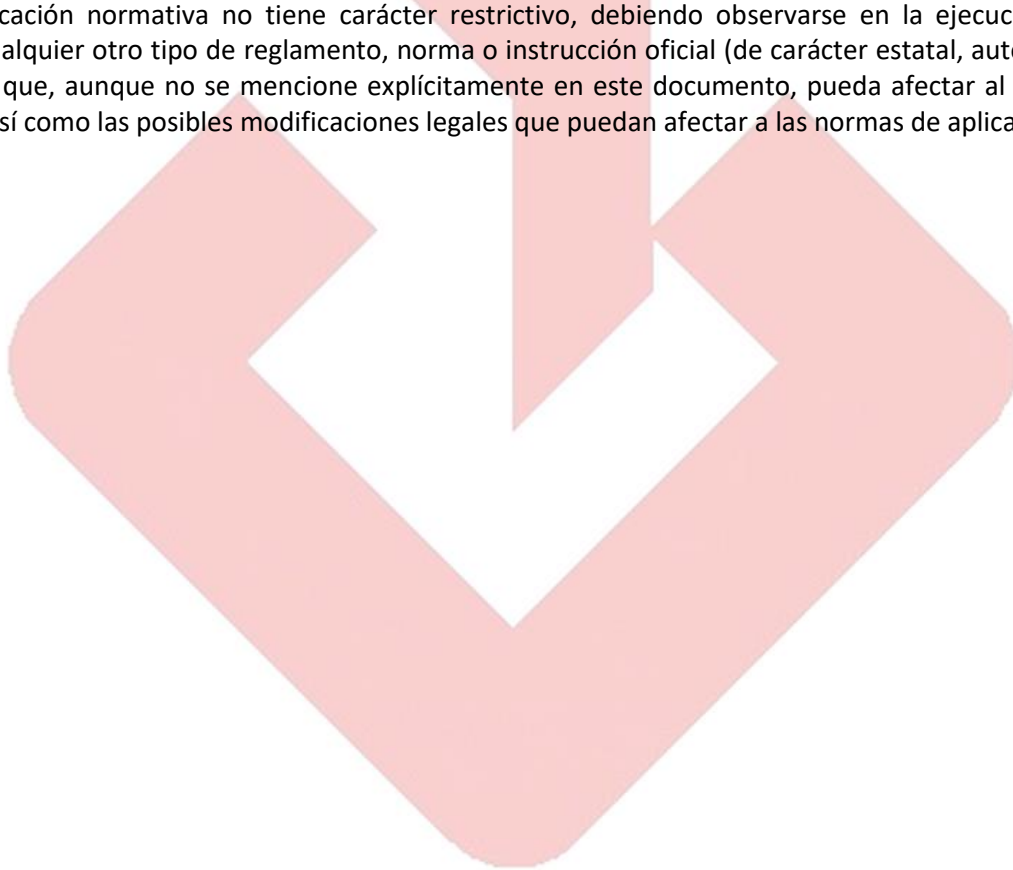 cación normativa no tiene carácter restrictivo, debiendo observarse en la ejecuc
alquier otro tipo de reglamento, norma o instrucción oficial (de carácter estatal, aut
que, aunque no se mencione explícitamente en este documento, pueda afectar al
sí como las posibles modificaciones legales que puedan afectar a las normas de aplica